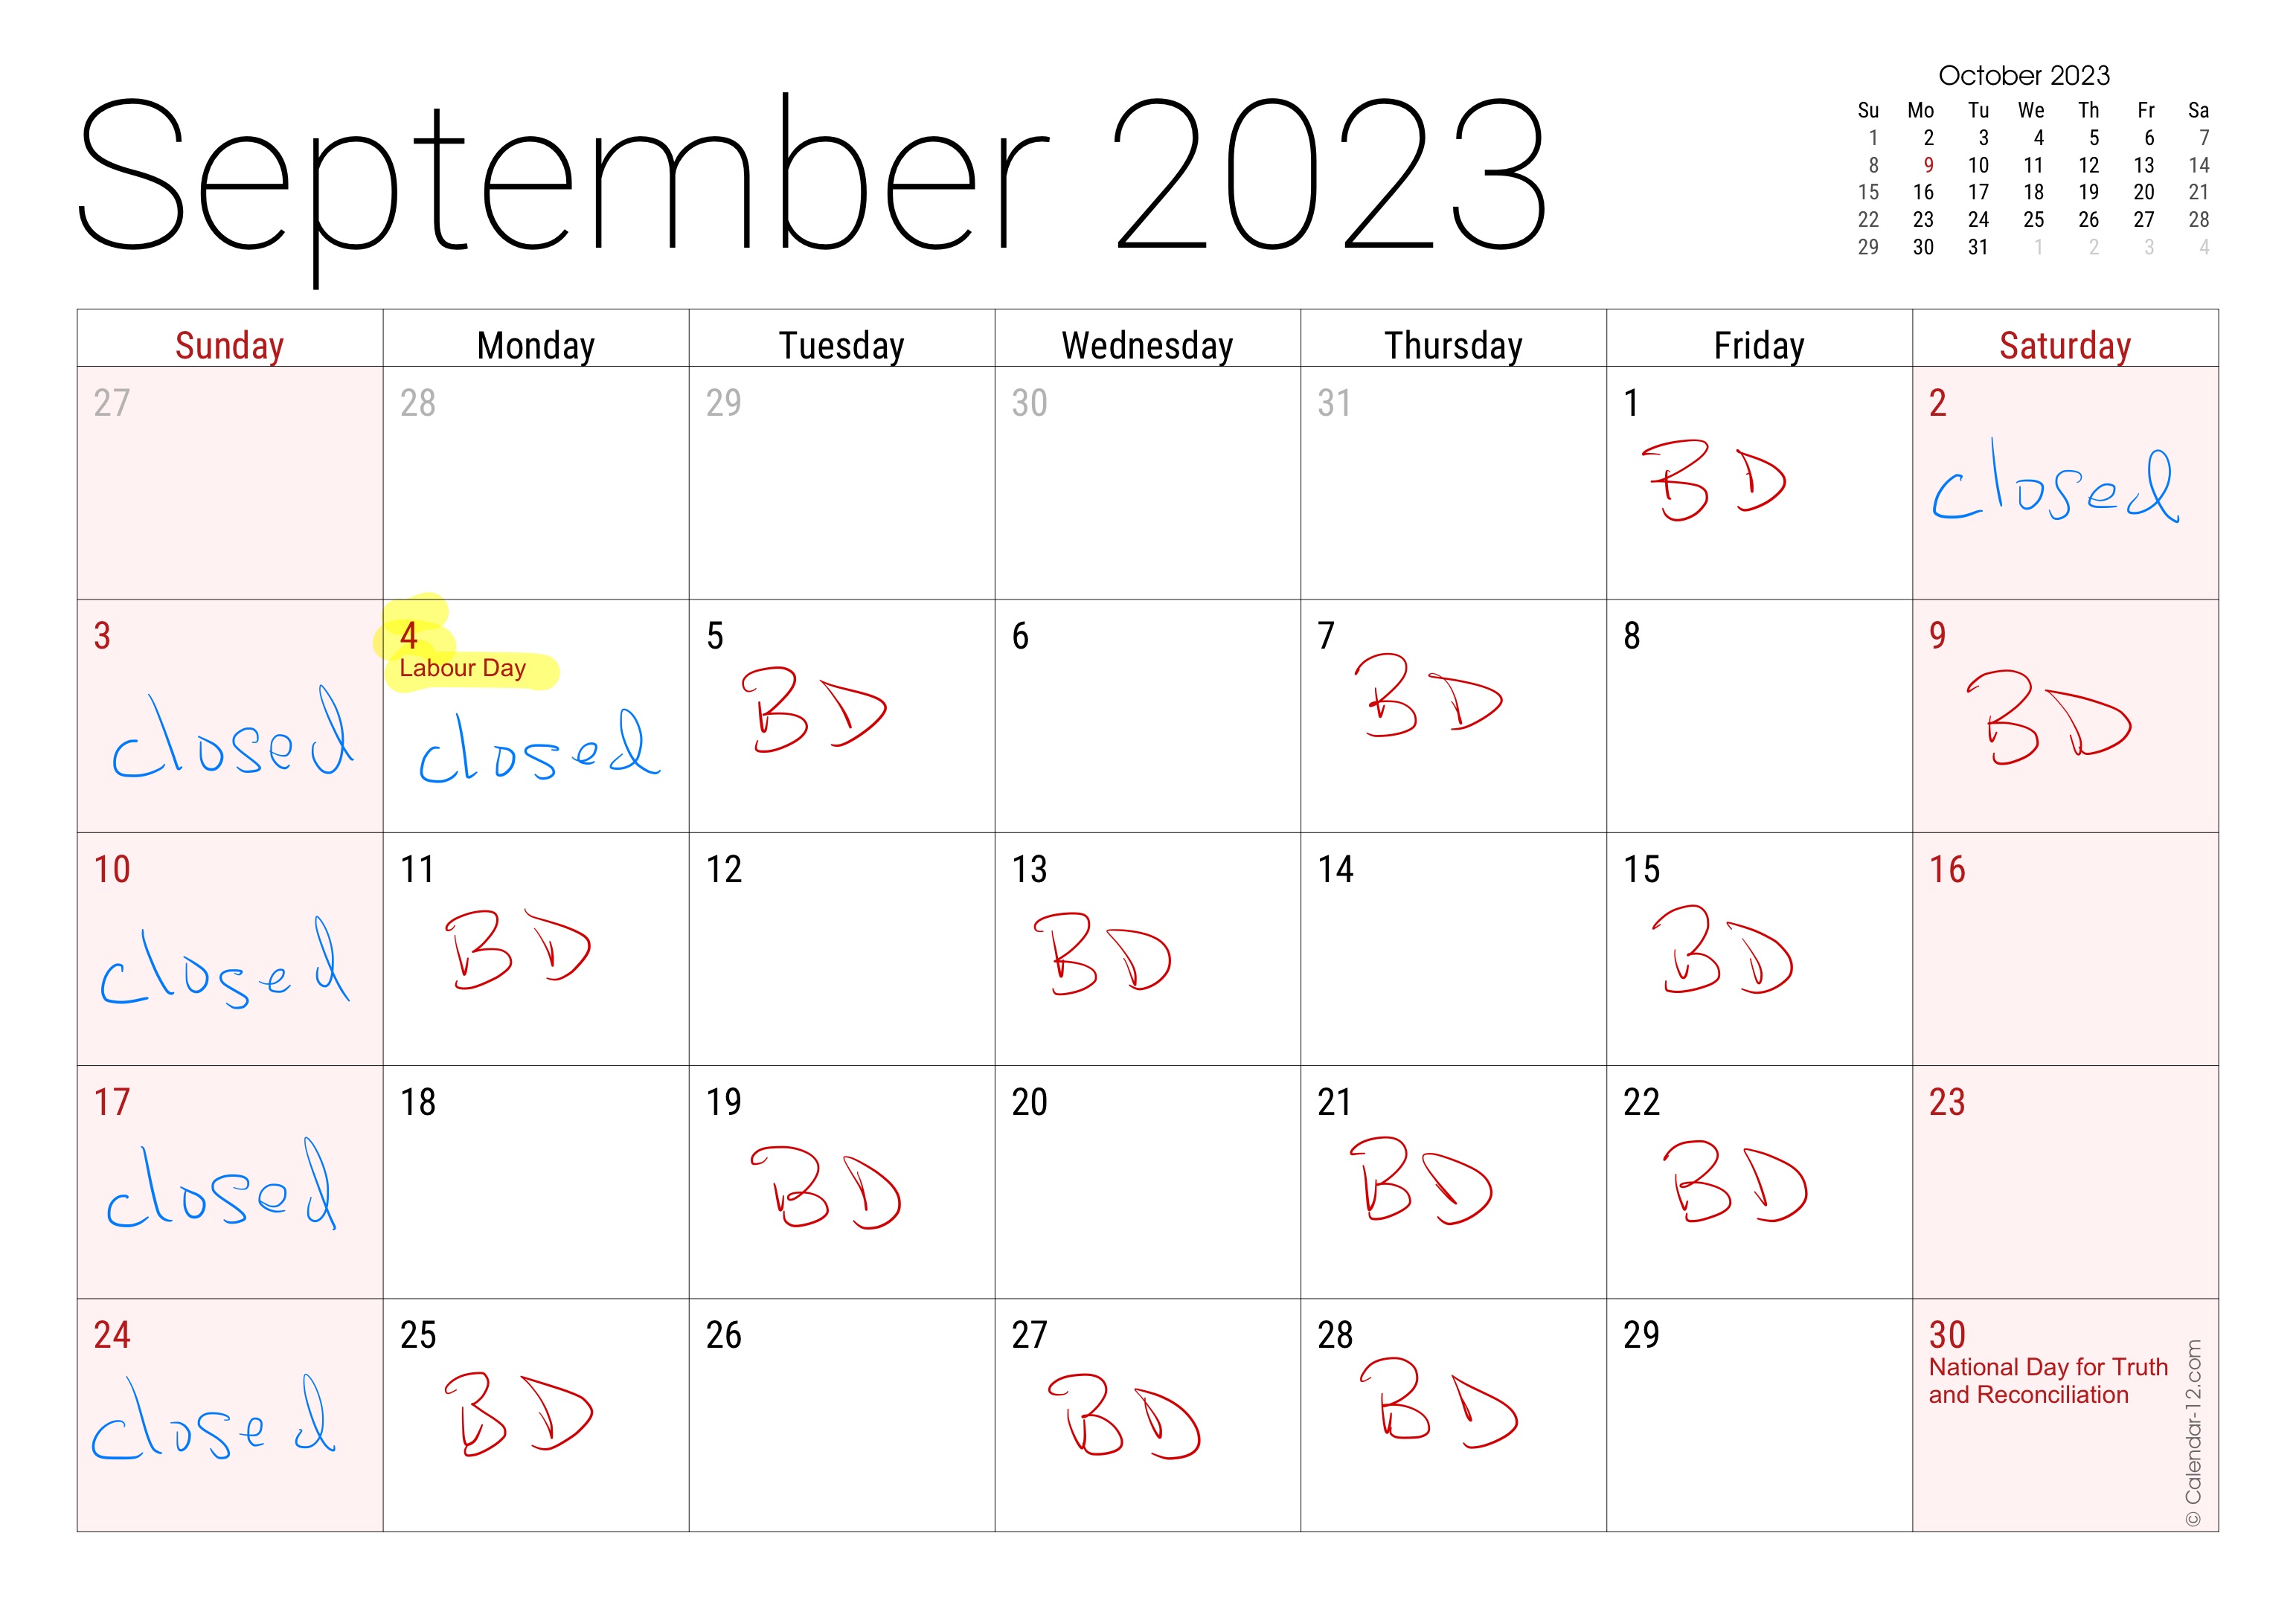 September 2023
October 2023
Su Mo Tu We Th Fr Sa
1 2 3 4 5 6 7
8 9 10 11 12 13 14
15 16 17 18 19 20 21
22 23 24 25 26 27 28
29 30 31 1 2 3 4
Sunday Monday Tuesday Wednesday Thursday Friday Saturday
27 28 29 30 31 1 2
BD closed
3 4 5 6 7 8 9
Labour Day
closed closed BD BD BD
10 11 12 13 14 15 16
closed BD BD BD
17 18 19 20 21 22 23
closed BD BD BD
24 25 26 27 28 29 30
National Day for Truth
and Reconciliation
closed BD BD BD
© Calendar-12.com